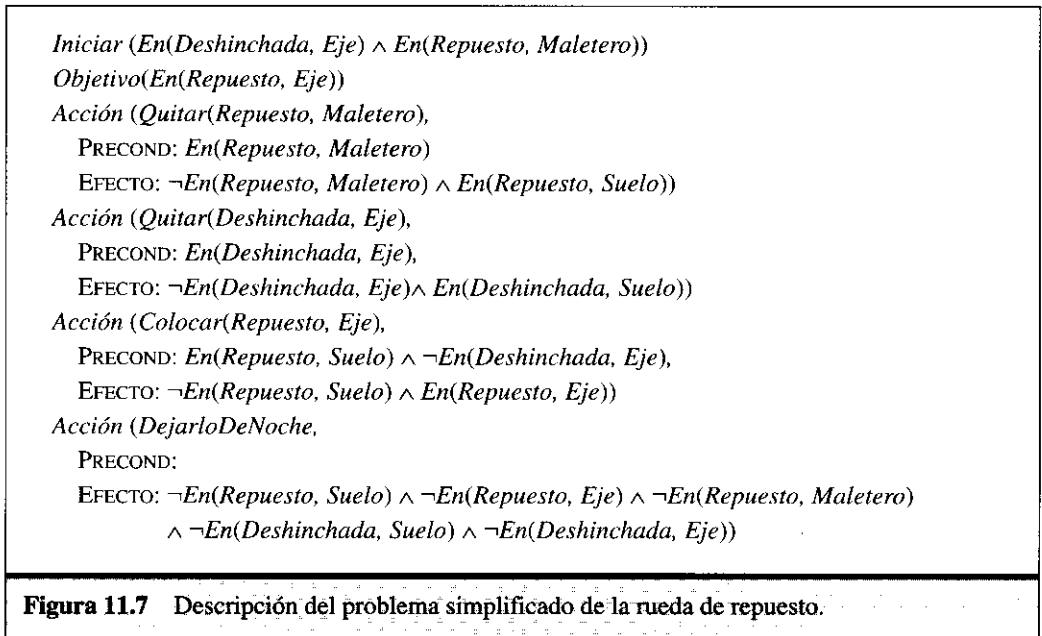 Iniciar (En(Deshinchada, Eje) ∧ En(Repuesto, Maletero))
Objetivo(En(Repuesto, Eje))
Acción (Quitar(Repuesto, Maletero),
PRECOND: En(Repuesto, Maletero)
EFECTO: ¬En(Repuesto, Maletero) ∧ En(Repuesto, Suelo))
Acción (Quitar(Deshinchada, Eje),
PRECOND: En(Deshinchada, Eje),
EFECTO: ¬En(Deshinchada, Eje)∧ En(Deshinchada, Suelo))
Acción (Colocar(Repuesto, Eje),
PRECOND: En(Repuesto, Suelo) ∧ ¬En(Deshinchada, Eje),
EFECTO: ¬En(Repuesto, Suelo) ∧ En(Repuesto, Eje))
Acción (DejarloDeNoche,
PRECOND:
EFECTO: ¬En(Repuesto, Suelo) ∧ ¬En(Repuesto, Eje) ∧ ¬En(Repuesto, Maletero)
∧ ¬En(Deshinchada, Suelo) ∧ ¬En(Deshinchada, Eje))
Figura 11.7 Descripción del problema simplificado de la rueda de repuesto.